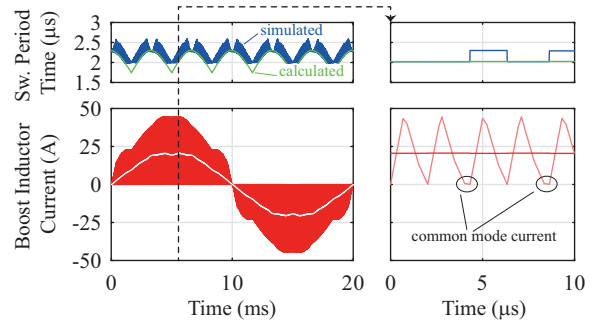 Sw. Period
Time (µs)
3
2.5
2
1.5
simulated
calculated
Boost Inductor
Current (A)
50
25
0
-25
-50
common mode current
0
10
20
0
5
10
Time (ms)
Time (µs)